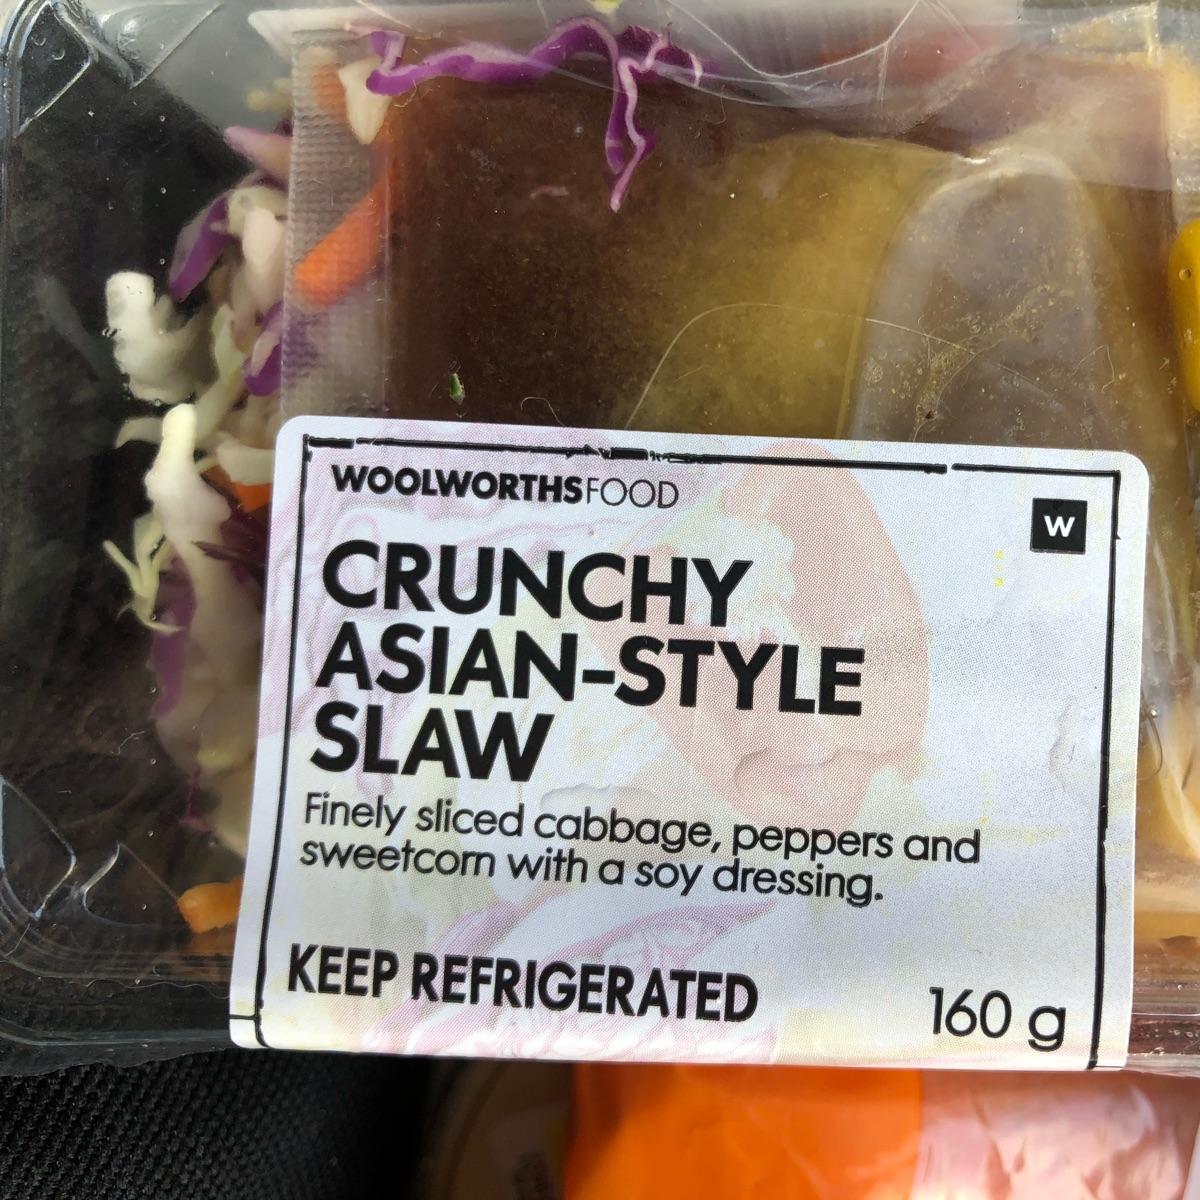 WOOLWORTHSFOOD
W
CRUNCHY
ASIAN-STYLE
SLAW
Finely sliced cabbage, peppers and
sweetcorn with a soy dressing.
KEEP REFRIGERATED
160 g